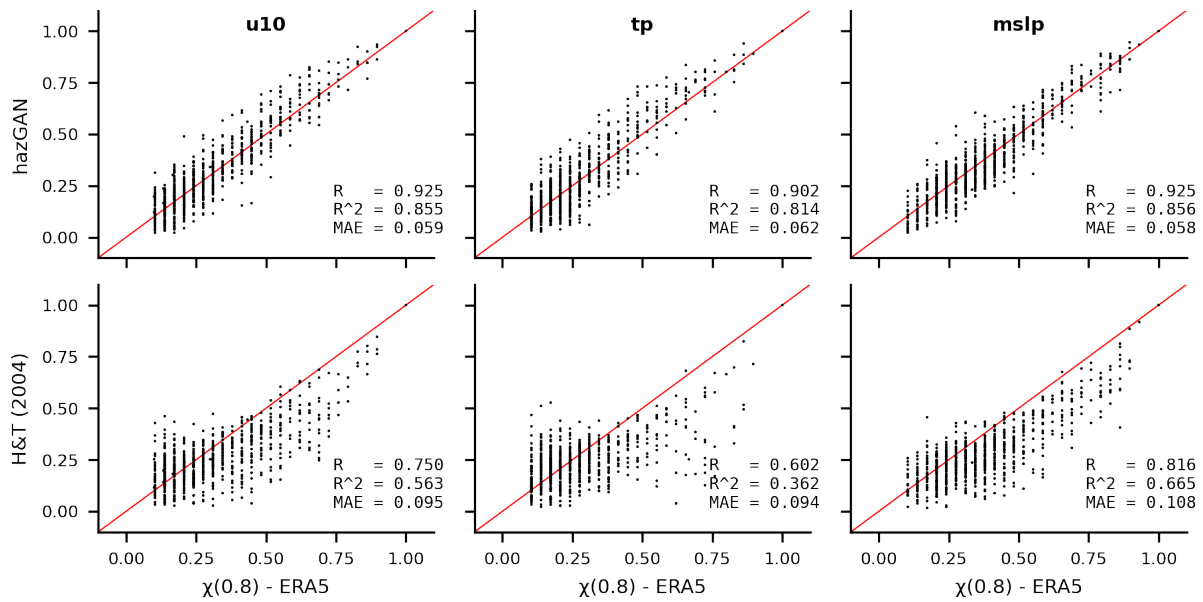 u10
tp
mslp
hazGAN
1.00
0.75
0.50
0.25
0.00
R   = 0.925
R^2 = 0.855
MAE = 0.059
R   = 0.902
R^2 = 0.814
MAE = 0.062
R   = 0.925
R^2 = 0.856
MAE = 0.058
H&T (2004)
1.00
0.75
0.50
0.25
0.00
R   = 0.750
R^2 = 0.563
MAE = 0.095
R   = 0.602
R^2 = 0.362
MAE = 0.094
R   = 0.816
R^2 = 0.665
MAE = 0.108
0.00 0.25 0.50 0.75 1.00
0.00 0.25 0.50 0.75 1.00
0.00 0.25 0.50 0.75 1.00
χ(0.8) - ERA5
χ(0.8) - ERA5
χ(0.8) - ERA5